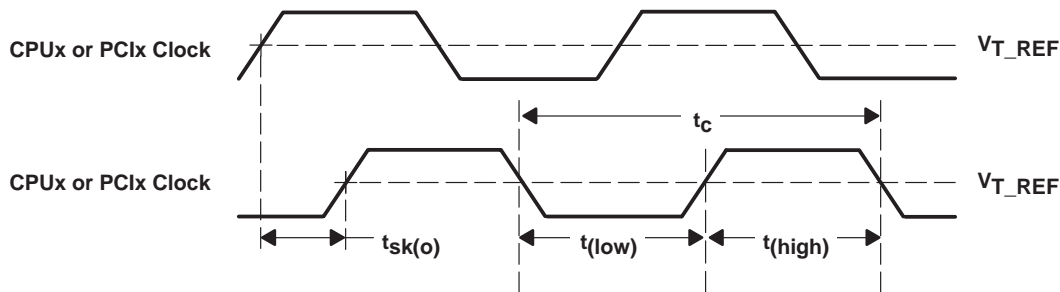 CPUx or PCIx Clock
VT_REF
tc
CPUx or PCIx Clock
VT_REF
tsk(o)
t(low)
t(high)